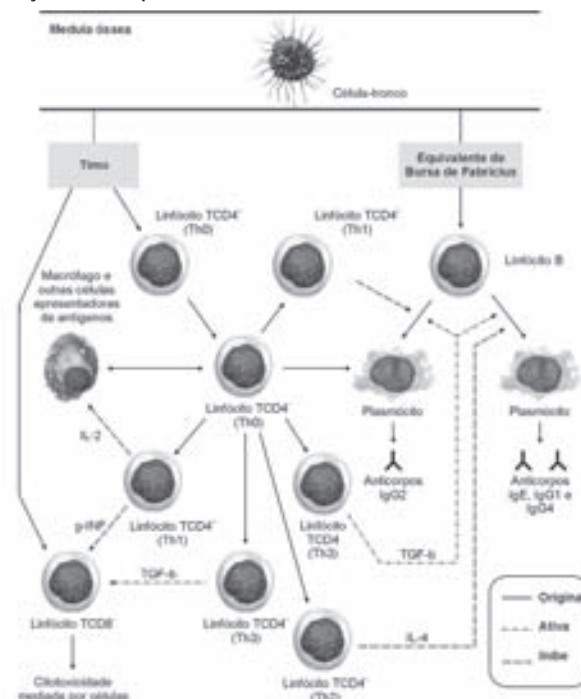 Medula óssea
Célula-tronco
Timo
Equivalente de
Bursa de Fabricius
Linfócito TCD4⁺
(Th0)
Linfócito TCD4⁺
(Th1)
Linfócito B
Macrófago e
outras células
apresentadoras
de antígenos
Linfócito TCD4⁺
(Th0)
Plasmócito
Plasmócito
IL-2
Anticorpos
IgG2
Anticorpos
IgE, IgG1 e
IgG4
Linfócito TCD4⁺
(Th1)
Linfócito
TCD4
(Th3)
TGF-b
TGF-b
Linfócito TCD8⁺
Linfócito TCD4⁺
(Th3)
IL-4
Origina
Ativa
Inibe
Citotoxicidade
mediada por células
Linfócito TCD4⁺
(Th2)